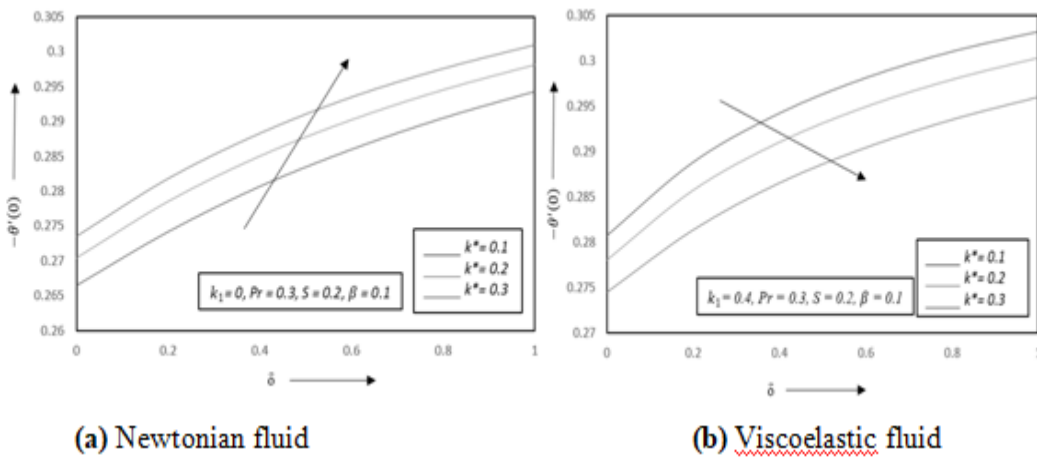 0.305
0.3
0.295
0.29
0.285
0.28
0.275
0.27
0.265
0.26
−θ'(0)
0 0.2 0.4 0.6 0.8 1
δ
k₁ = 0, Pr = 0.3, S = 0.2, β = 0.1
k*= 0.1
k*= 0.2
k*= 0.3
(a) Newtonian fluid
0.305
0.3
0.295
0.29
0.285
0.28
0.275
0.27
−θ'(0)
0 0.2 0.4 0.6 0.8 1
δ
k₁ = 0.4, Pr = 0.3, S = 0.2, β = 0.1
k*= 0.1
k*= 0.2
k*= 0.3
(b) Viscoelastic fluid